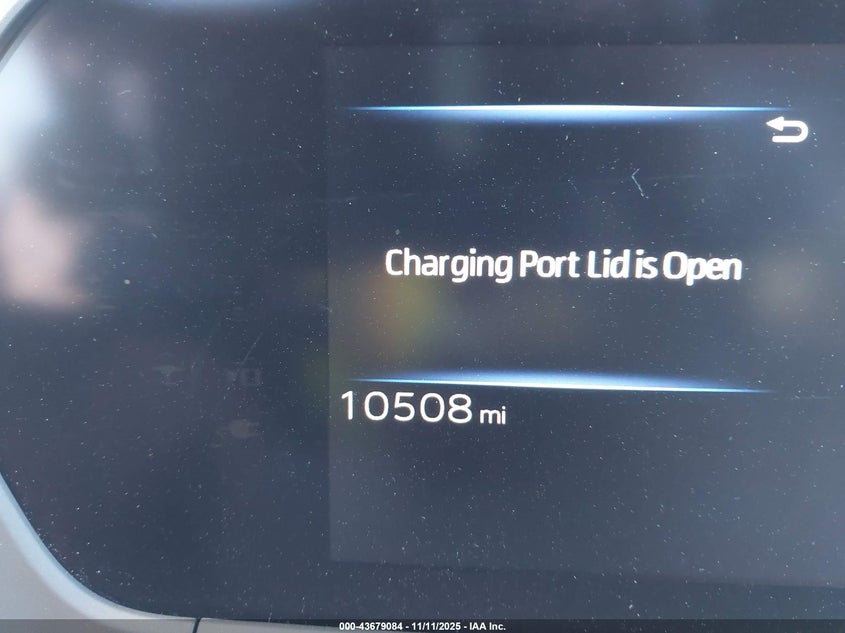 Charging Port Lid is Open
10508 mi
000-43679084 - 11/11/2025 - IAA Inc.